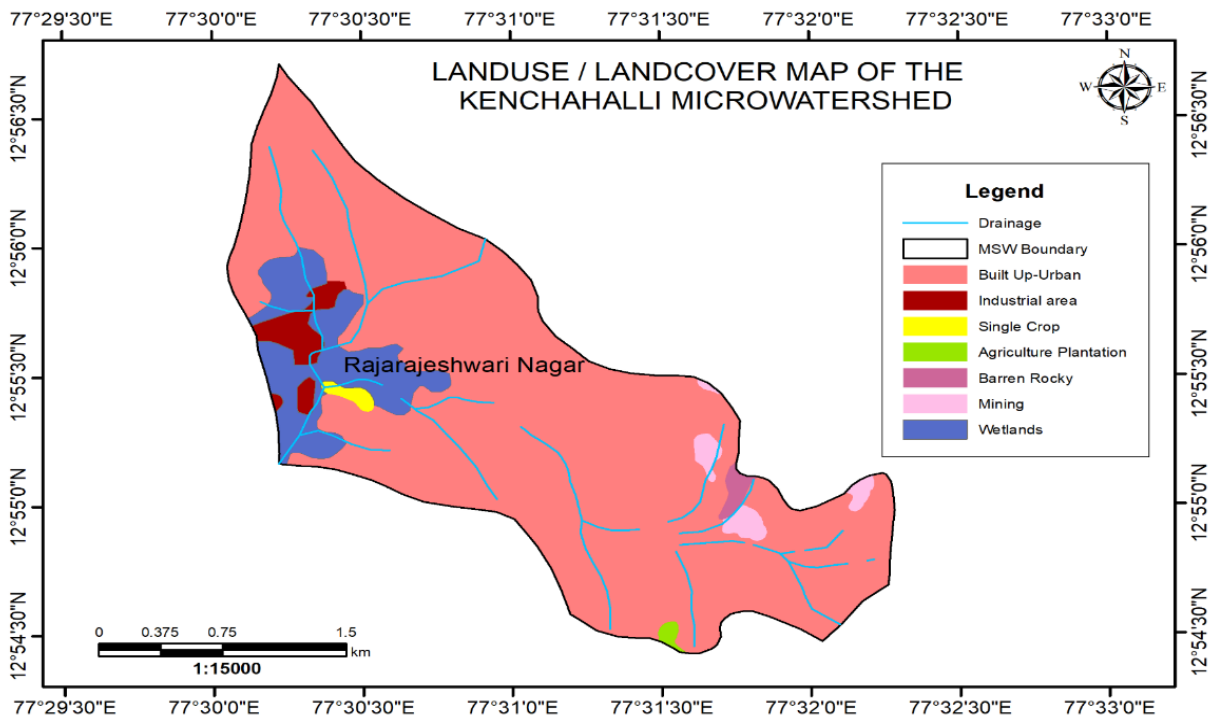 77°29'30"E 77°30'0"E 77°30'30"E 77°31'0"E 77°31'30"E 77°32'0"E 77°32'30"E 77°33'0"E
LANDUSE / LANDCOVER MAP OF THE
KENCHAHALLI MICROWATERSHED
N
W E
S
12°56'30"N 12°56'30"N
12°56'0"N 12°56'0"N
12°55'30"N 12°55'30"N
12°55'0"N 12°55'0"N
12°54'30"N 12°54'30"N
Legend
Drainage
MSW Boundary
Built Up-Urban
Industrial area
Single Crop
Agriculture Plantation
Barren Rocky
Mining
Wetlands
Rajarajeshwari Nagar
0 0.375 0.75 1.5
km
1:15000
77°29'30"E 77°30'0"E 77°30'30"E 77°31'0"E 77°31'30"E 77°32'0"E 77°32'30"E 77°33'0"E